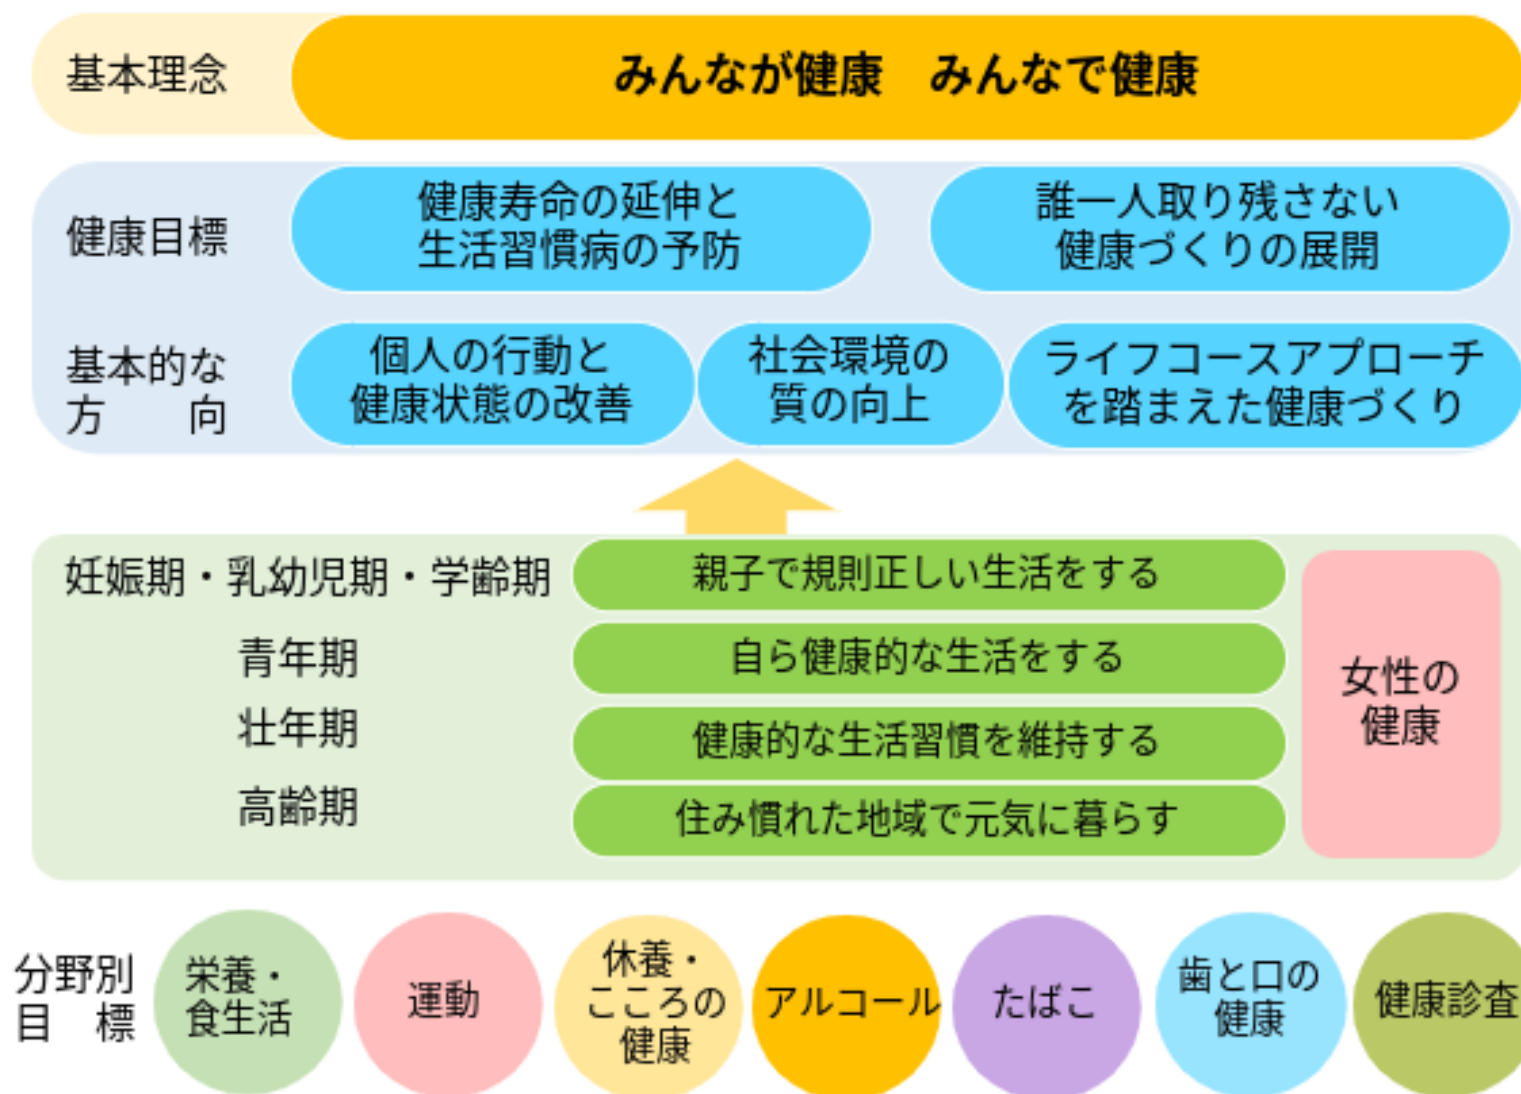 基本理念
みんなが健康　みんなで健康
健康目標
健康寿命の延伸と
生活習慣病の予防
誰一人取り残さない
健康づくりの展開
基本的な
方　　向
個人の行動と
健康状態の改善
社会環境の
質の向上
ライフコースアプローチ
を踏まえた健康づくり
妊娠期・乳幼児期・学齢期
親子で規則正しい生活をする
青年期
自ら健康的な生活をする
壮年期
健康的な生活習慣を維持する
高齢期
住み慣れた地域で元気に暮らす
女性の
健康
分野別
目　標
栄養・
食生活
運動
休養・
こころの
健康
アルコール
たばこ
歯と口の
健康
健康診査